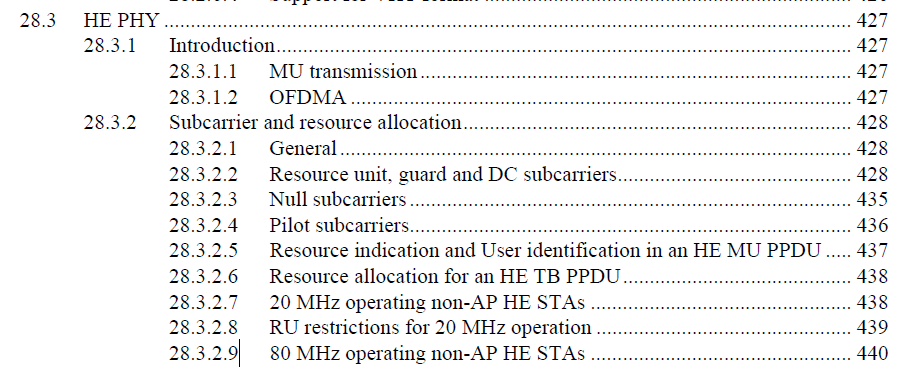 28.3 HE PHY ........ 427
28.3.1 Introduction ........ 427
28.3.1.1 MU transmission ........ 427
28.3.1.2 OFDMA ........ 427
28.3.2 Subcarrier and resource allocation ........ 428
28.3.2.1 General ........ 428
28.3.2.2 Resource unit, guard and DC subcarriers ........ 428
28.3.2.3 Null subcarriers ........ 435
28.3.2.4 Pilot subcarriers ........ 436
28.3.2.5 Resource indication and User identification in an HE MU PPDU ..... 437
28.3.2.6 Resource allocation for an HE TB PPDU ........ 438
28.3.2.7 20 MHz operating non-AP HE STAs ........ 438
28.3.2.8 RU restrictions for 20 MHz operation ........ 439
28.3.2.9 80 MHz operating non-AP HE STAs ........ 440